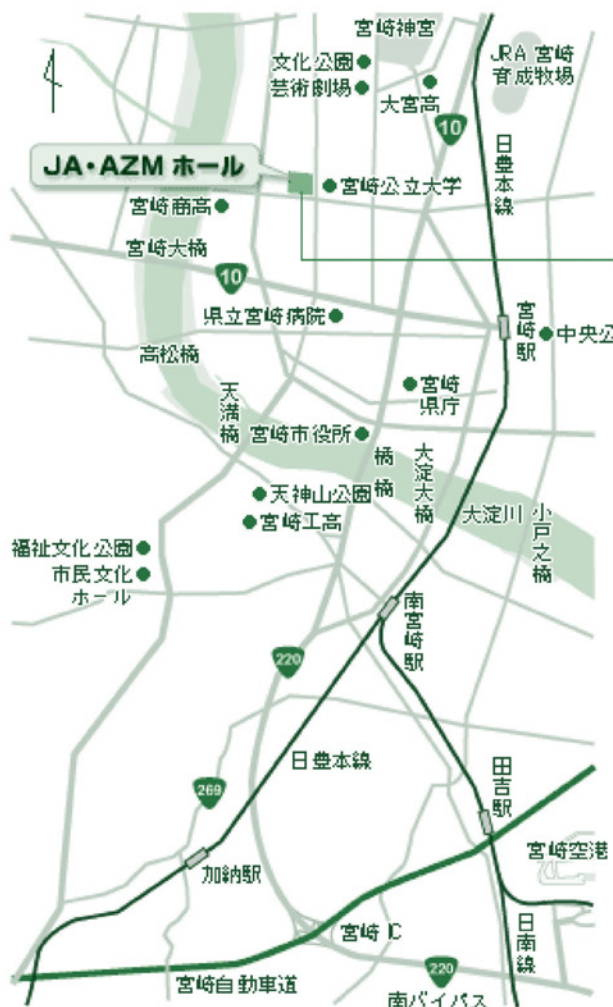 宮崎神宮
文化公園
芸術劇場
大宮高
JRA 宮崎
育成牧場
10
日豊本線
JA・AZM ホール
宮崎公立大学
宮崎商高
宮崎大橋
10
県立宮崎病院
宮崎駅
中央公
高松橋
天満橋
宮崎
県庁
宮崎市役所
橘橋
大淀大橋
天神山公園
宮崎工高
大淀川
小戸之橋
福祉文化公園
市民文化
ホール
南宮崎駅
220
日豊本線
269
田吉駅
加納駅
宮崎空港
宮崎 IC
日南線
宮崎自動車道
220
南バイパス